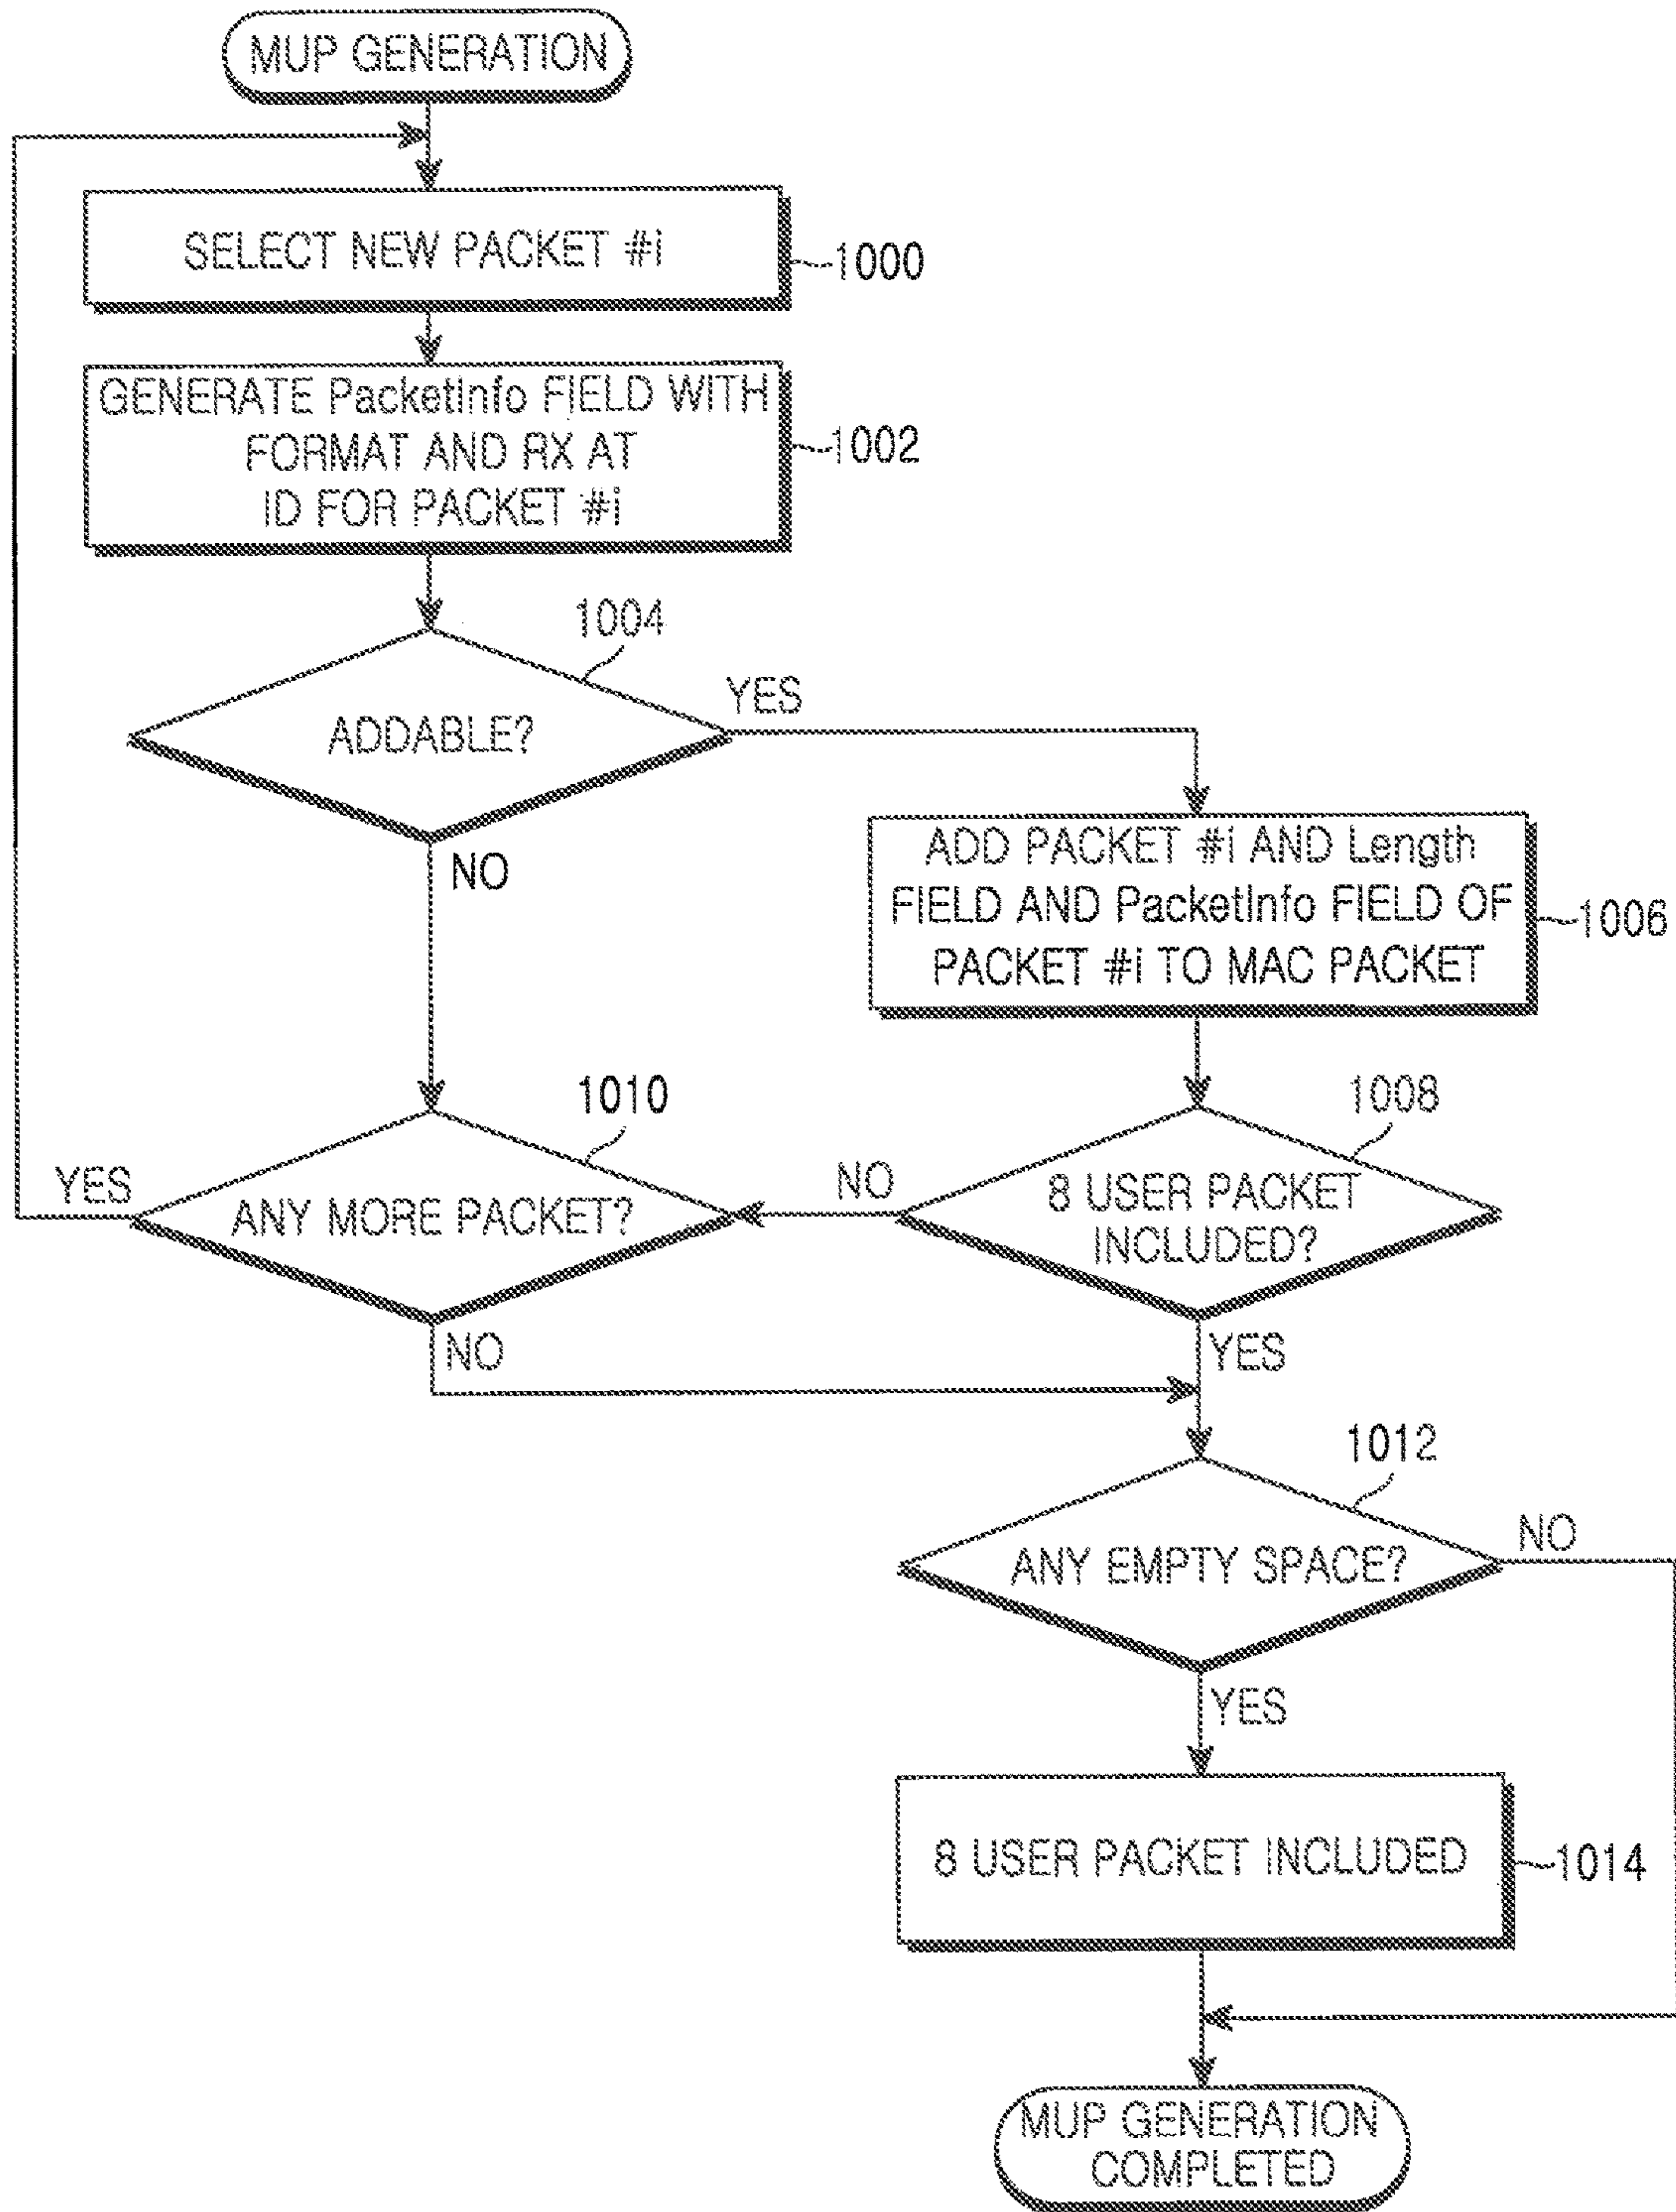 MUP GENERATION
SELECT NEW PACKET #i
1000
GENERATE PacketInfo FIELD WITH
FORMAT AND RX AT
ID FOR PACKET #i
1002
1004
ADDABLE?
YES
NO
ADD PACKET #i AND Length
FIELD AND PacketInfo FIELD OF
PACKET #i TO MAC PACKET
1006
1010
ANY MORE PACKET?
YES
NO
1008
8 USER PACKET
INCLUDED?
NO
YES
1012
ANY EMPTY SPACE?
NO
YES
8 USER PACKET INCLUDED
1014
MUP GENERATION
COMPLETED